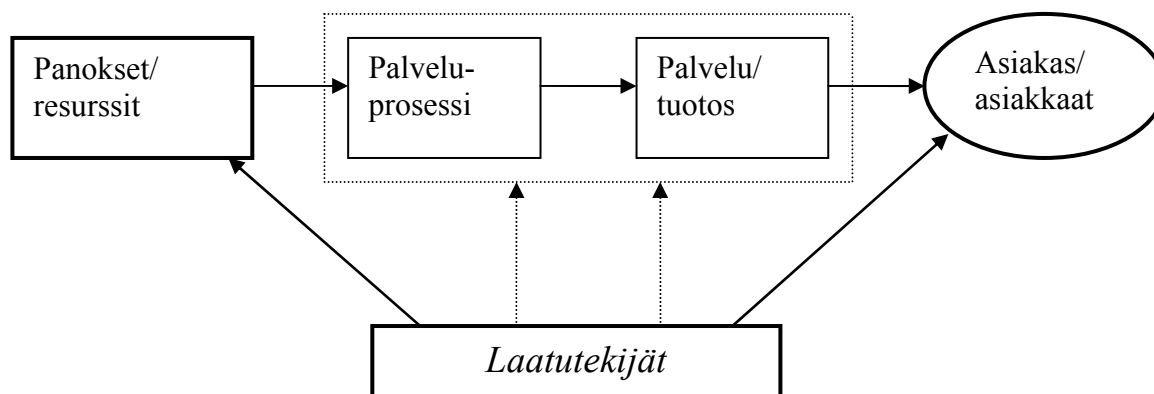 Panokset/
resurssit
Palvelu-
prosessi
Palvelu/
tuotos
Asiakas/
asiakkaat
Laatutekijät